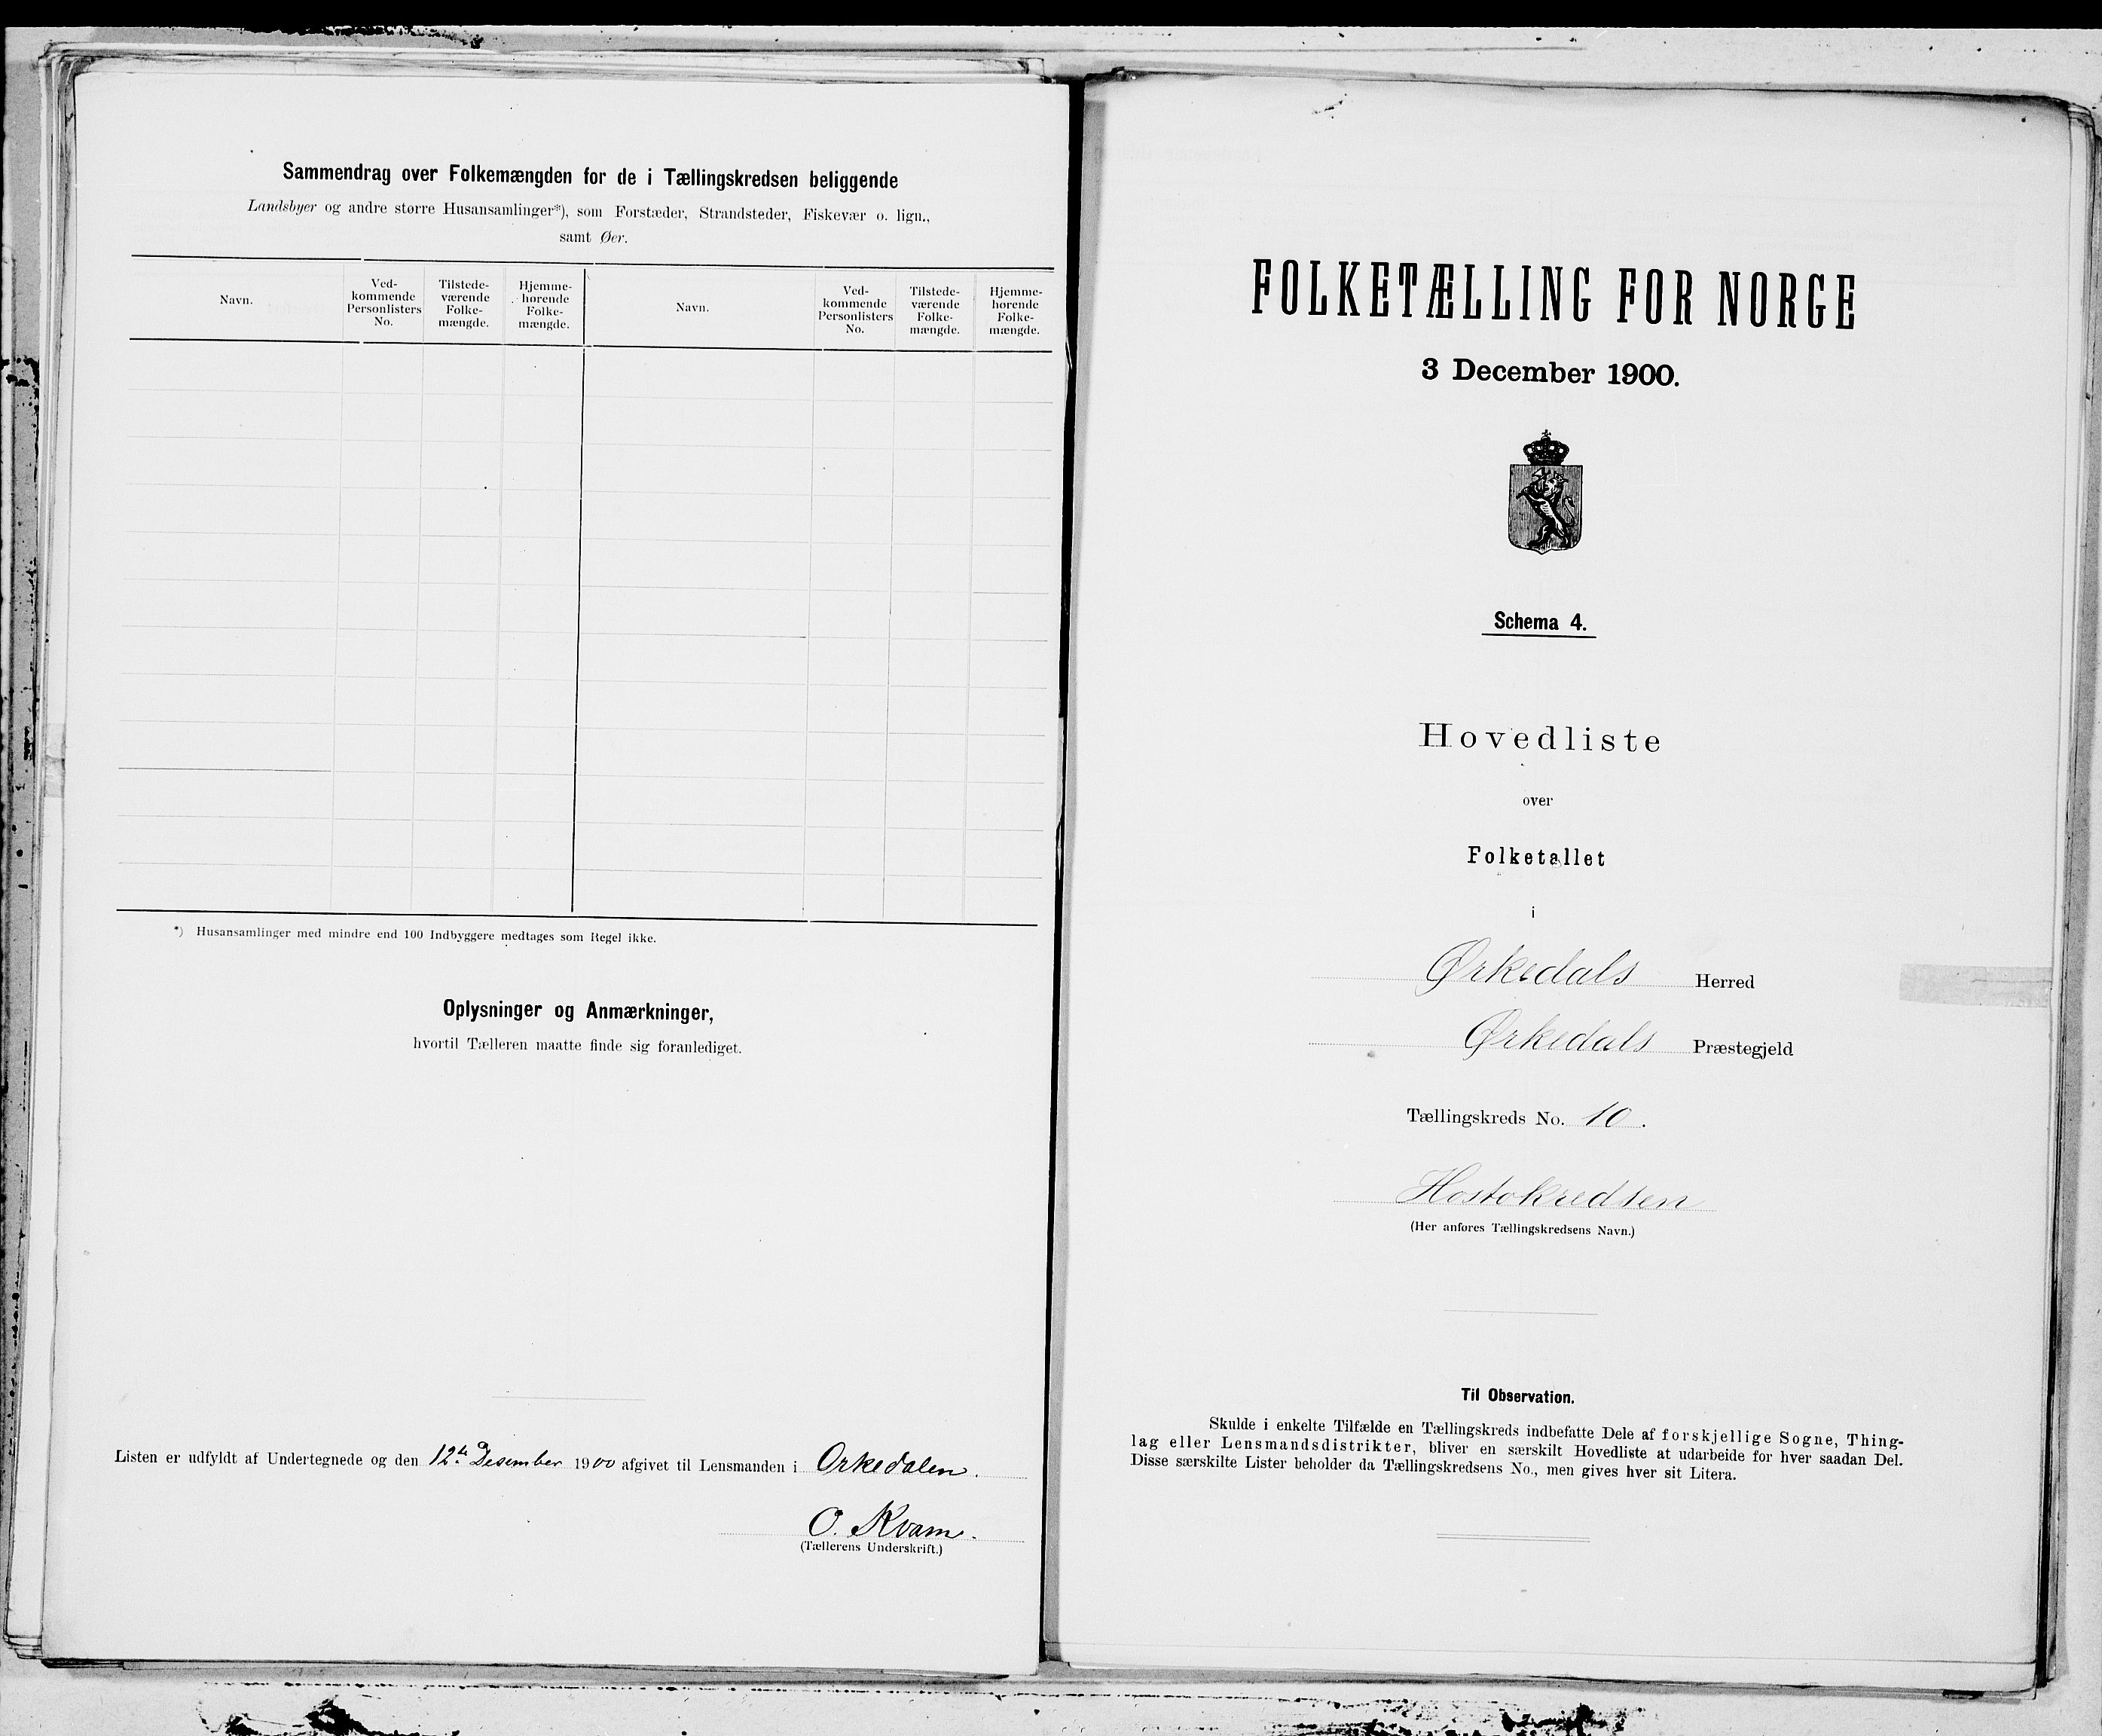 Sammendrag over Folkemængden for de i Tællingskredsen beliggende
Landsbyer og andre større Husansamlinger*), som Forstæder, Strandsteder, Fiskevær o. lign.,
samt Øer.
Navn.
Ved-
kommende
Personlisters
No.
Tilstede-
værende
Folke-
mængde.
Hjemme-
hørende
Folke-
mængde.
Navn.
Ved-
kommende
Personlisters
No.
Tilstede-
værende
Folke-
mængde.
Hjemme-
hørende
Folke-
mængde.
*) Husansamlinger med mindre end 100 Indbyggere medtages som Regel ikke.
Oplysninger og Anmærkninger,
hvortil Tælleren maatte finde sig foranlediget.
Listen er udfyldt af Undertegnede og den 12te Desember 1900 afgivet til Lensmanden i Orkedalen.
O. Kvam.
(Tællerens Underskrift.)
FOLKETÆLLING FOR NORGE
3 December 1900.
Schema 4.
Hovedliste
over
Folketallet
i
Ørkedals Herred
Ørkedals Præstegjeld
Tællingskreds No. 10.
Hostokredsen
(Her anføres Tællingskredsens Navn.)
Til Observation.
Skulde i enkelte Tilfælde en Tællingskreds indbefatte Dele af forskjellige Sogne, Thing-
lag eller Lensmandsdistrikter, bliver en særskilt Hovedliste at udarbeide for hver saadan Del.
Disse særskilte Lister beholder da Tællingskredsens No., men gives hver sit Litera.